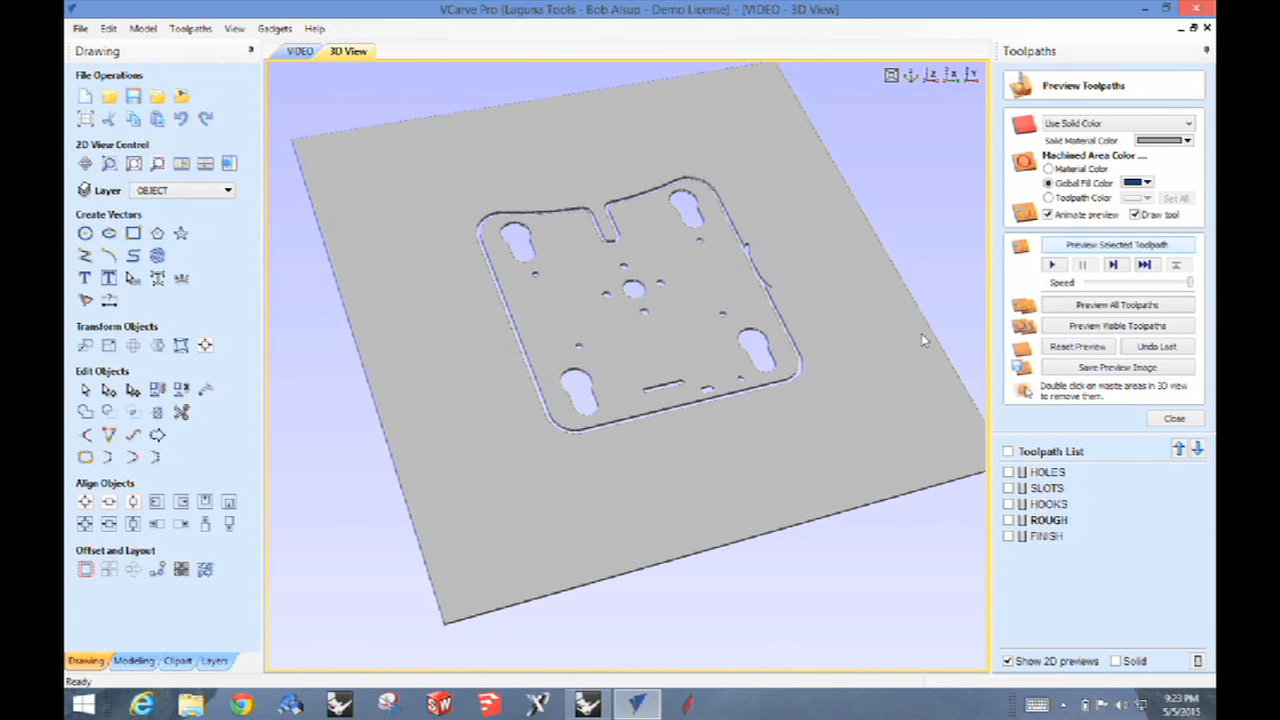 VCarve Pro (Laguna Tools - Bob Alsup - Demo License) - [VIDEO - 3D View]
File Edit Model Toolpaths View Gadgets Help
Drawing
VIDEO
3D View
Toolpaths
File Operations
2D View Control
Layer
OBJECT
Create Vectors
Transform Objects
Edit Objects
Align Objects
Offset and Layout
Drawing
Modeling
Clipart
Layers
Ready
Preview Toolpaths
Use Solid Color
Solid Material Color
Machined Area Color ...
Material Color
Global Fill Color
Toolpath Color
Set All
Animate preview
Draw tool
Preview Selected Toolpath
Speed
Preview All Toolpaths
Preview Visible Toolpaths
Reset Preview
Undo Last
Save Preview Image
Double click on waste areas in 3D view
to remove them.
Close
Toolpath List
HOLES
SLOTS
HOOKS
ROUGH
FINISH
Show 2D previews
Solid
9:23 PM
5/5/2015